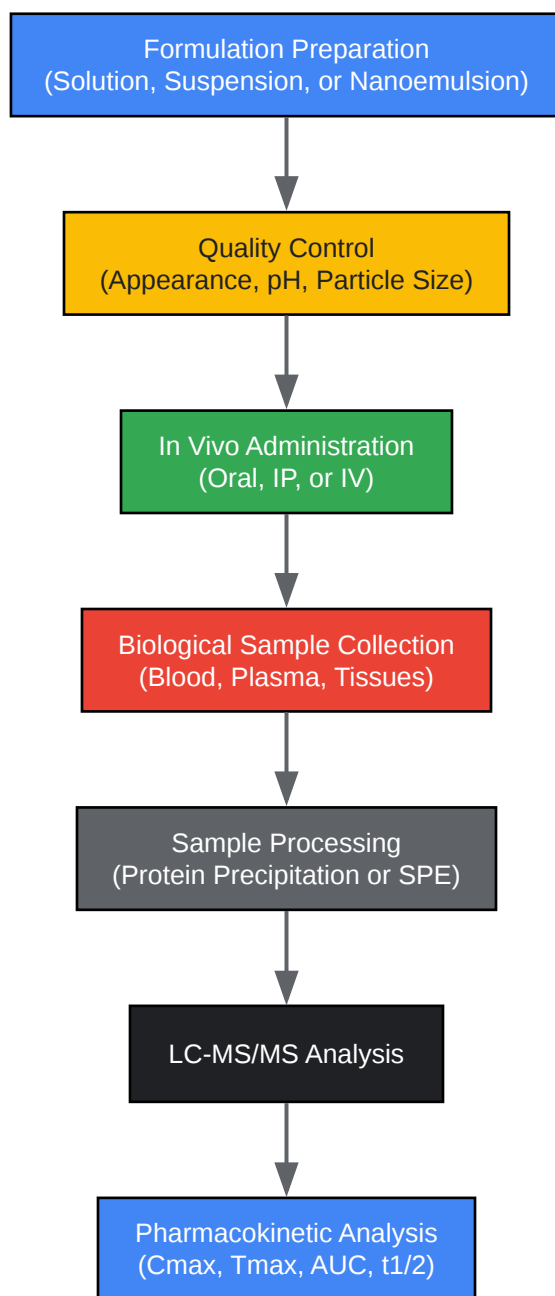 Formulation Preparation
(Solution, Suspension, or Nanoemulsion)
Quality Control
(Appearance, pH, Particle Size)
In Vivo Administration
(Oral, IP, or IV)
Biological Sample Collection
(Blood, Plasma, Tissues)
Sample Processing
(Protein Precipitation or SPE)
LC-MS/MS Analysis
Pharmacokinetic Analysis
(Cmax, Tmax, AUC, t1/2)